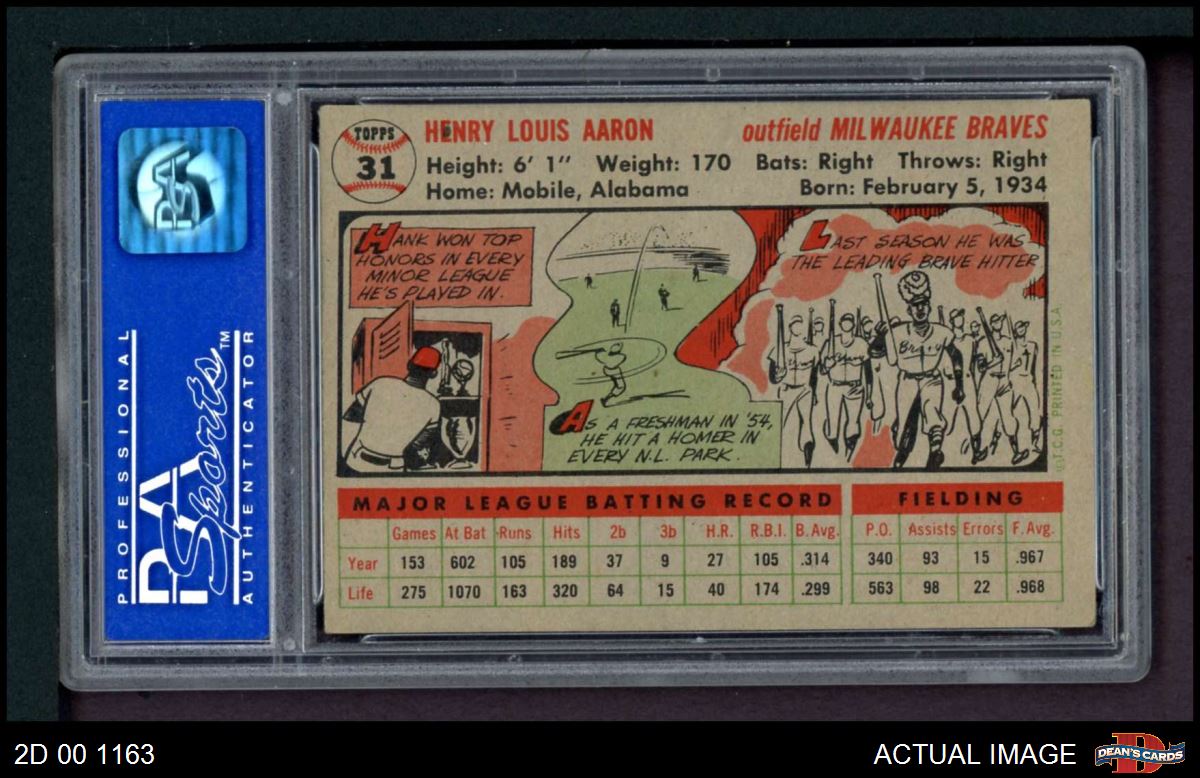 TOPPS
31
HENRY LOUIS AARON outfield MILWAUKEE BRAVES
Height: 6' 1" Weight: 170 Bats: Right Throws: Right
Home: Mobile, Alabama Born: February 5, 1934
HANK WON TOP
HONORS IN EVERY
MINOR LEAGUE
HE'S PLAYED IN.
AS A FRESHMAN IN '54,
HE HIT A HOMER IN
EVERY N.L. PARK.
LAST SEASON HE WAS
THE LEADING BRAVE HITTER
©T.C.G. PRINTED IN U.S.A.
MAJOR LEAGUE BATTING RECORD FIELDING
Games At Bat Runs Hits 2b 3b H.R. R.B.I. B. Avg. P.O. Assists Errors F. Avg.
Year 153 602 105 189 37 9 27 105 .314 340 93 15 .967
Life 275 1070 163 320 64 15 40 174 .299 563 98 22 .968
PSA
PROFESSIONAL
PSA
Sports™
AUTHENTICATOR
2D 00 1163 ACTUAL IMAGE DEAN'S CARDS